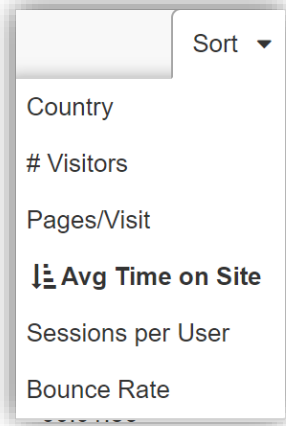 Sort
Country
# Visitors
Pages/Visit
Avg Time on Site
Sessions per User
Bounce Rate